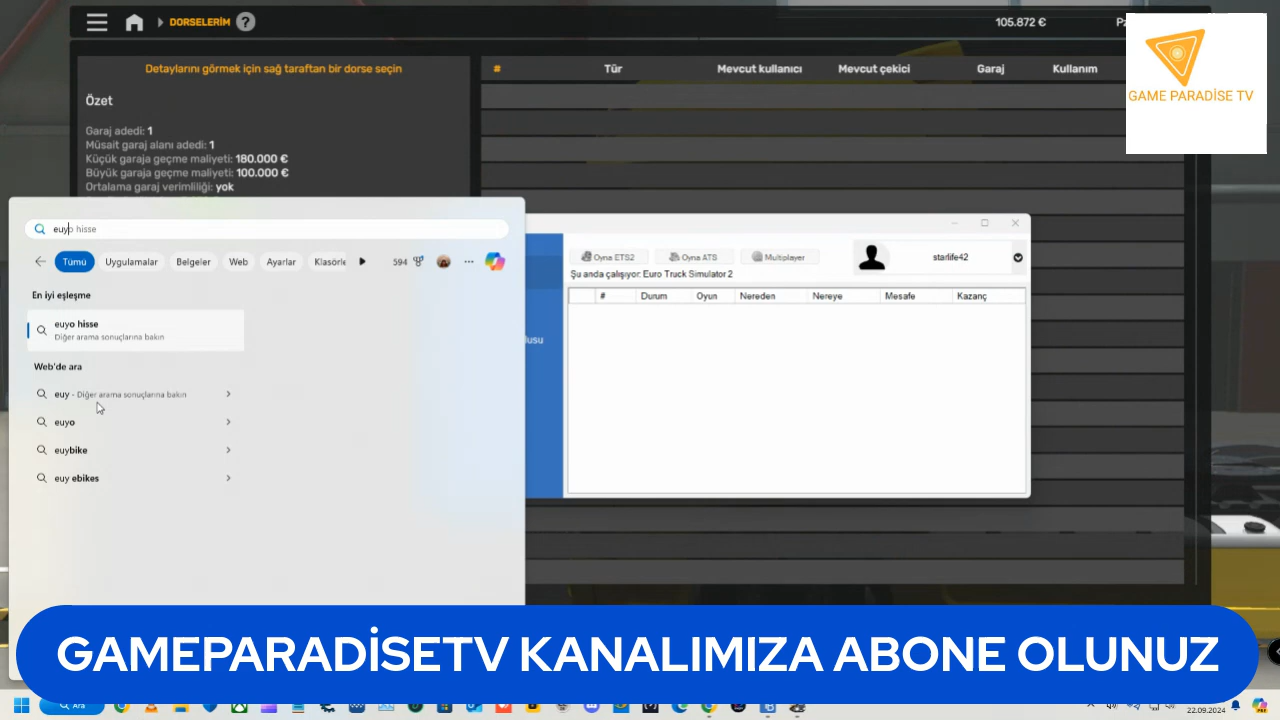 DORSELERİM
?
105.872 €
GAME PARADİSE TV
Detaylarını görmek için sağ taraftan bir dorse seçin
# Tür Mevcut kullanıcı Mevcut çekici Garaj Kullanım
Özet
Garaj adedi: 1
Müsait garaj alanı adedi: 1
Küçük garaja geçme maliyeti: 180.000 €
Büyük garaja geçme maliyeti: 100.000 €
Ortalama garaj verimliliği: yok
euyo hisse
Tümü Uygulamalar Belgeler Web Ayarlar Klasörle 594
En iyi eşleşme
euyo hisse
Diğer arama sonuçlarına bakın
Web'de ara
euy - Diğer arama sonuçlarına bakın
euyo
euybike
euy ebikes
Oyna ETS2 Oyna ATS Multiplayer starlife42
Şu anda çalışıyor: Euro Truck Simulator 2
# Durum Oyun Nereden Nereye Mesafe Kazanç
GAMEPARADİSETV KANALIMIZA ABONE OLUNUZ
Ara
22.09.2024